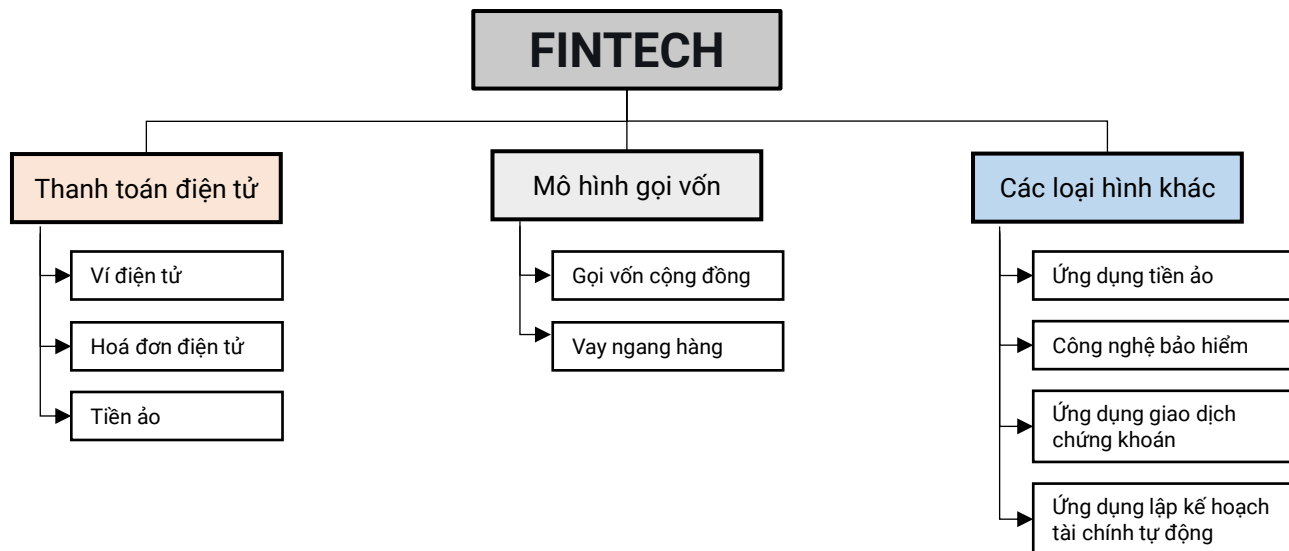 FINTECH
Thanh toán điện tử
Ví điện tử
Hoá đơn điện tử
Tiền ảo
Mô hình gọi vốn
Gọi vốn cộng đồng
Vay ngang hàng
Các loại hình khác
Ứng dụng tiền ảo
Công nghệ bảo hiểm
Ứng dụng giao dịch
chứng khoán
Ứng dụng lập kế hoạch
tài chính tự động